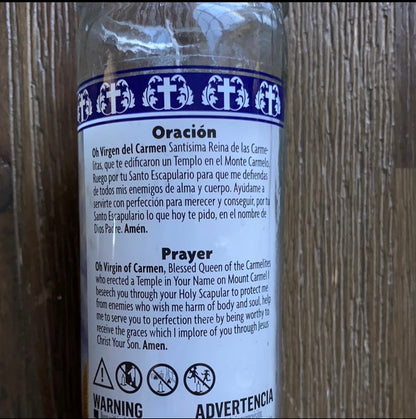 Oración
Oh Virgen del Carmen Santisima Reina de las Carme-
litas, que te edificaron un Templo en el Monte Carmelo
Ruego por tu Santo Escapulario para que me defiendas
de todos mis enemigos de alma y cuerpo. Ayúdame a
servirte con perfección para merecer y conseguir, por tu
Santo Escapulario lo que hoy te pido, en el nombre de
Dios Padre. Amén.
Prayer
Oh Virgin of Carmen, Blessed Queen of the Carmelites
who erected a Temple in Your Name on Mount Carmel I
beseech you through your Holy Scapular to protect me
from enemies who wish me harm of body and soul, help
me to serve you to perfection there by being worthy to
receive the graces which I implore of you through Jesus
Christ Your Son. Amen.
WARNING ADVERTENCIA